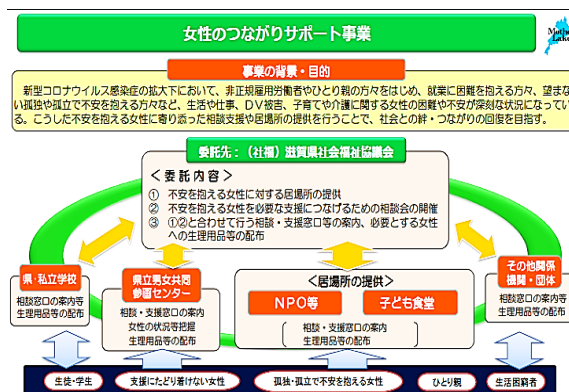 女性のつながりサポート事業
Mother
Lake
事業の背景・目的
新型コロナウイルス感染症の拡大下において、非正規雇用労働者やひとり親の方々をはじめ、就業に困難を抱える方々、望まな
い孤独や孤立で不安を抱える方々など、生活や仕事、DV被害、子育てや介護に関する女性の困難や不安が深刻な状況になってい
る。こうした不安を抱える女性に寄り添った相談支援や居場所の提供を行うことで、社会との絆・つながりの回復を目指す。
委託先：（社福）滋賀県社会福祉協議会
＜委託内容＞
① 不安を抱える女性に対する居場所の提供
② 不安を抱える女性を必要な支援につなげるための相談会の開催
③ ①②と合わせて行う相談・支援窓口等の案内、必要とする女性
への生理用品等の配布
県・私立学校
相談窓口の案内等
生理用品等の配布
県立男女共同
参画センター
相談・支援窓口の案内
女性の状況等把握
生理用品等の配布
＜居場所の提供＞
NPO等
子ども食堂
相談・支援窓口の案内
生理用品等の配布
その他関係
機関・団体
相談窓口の案内等
生理用品等の配布
生徒・学生
支援にたどり着けない女性
孤独・孤立で不安を抱える女性
ひとり親
生活困窮者